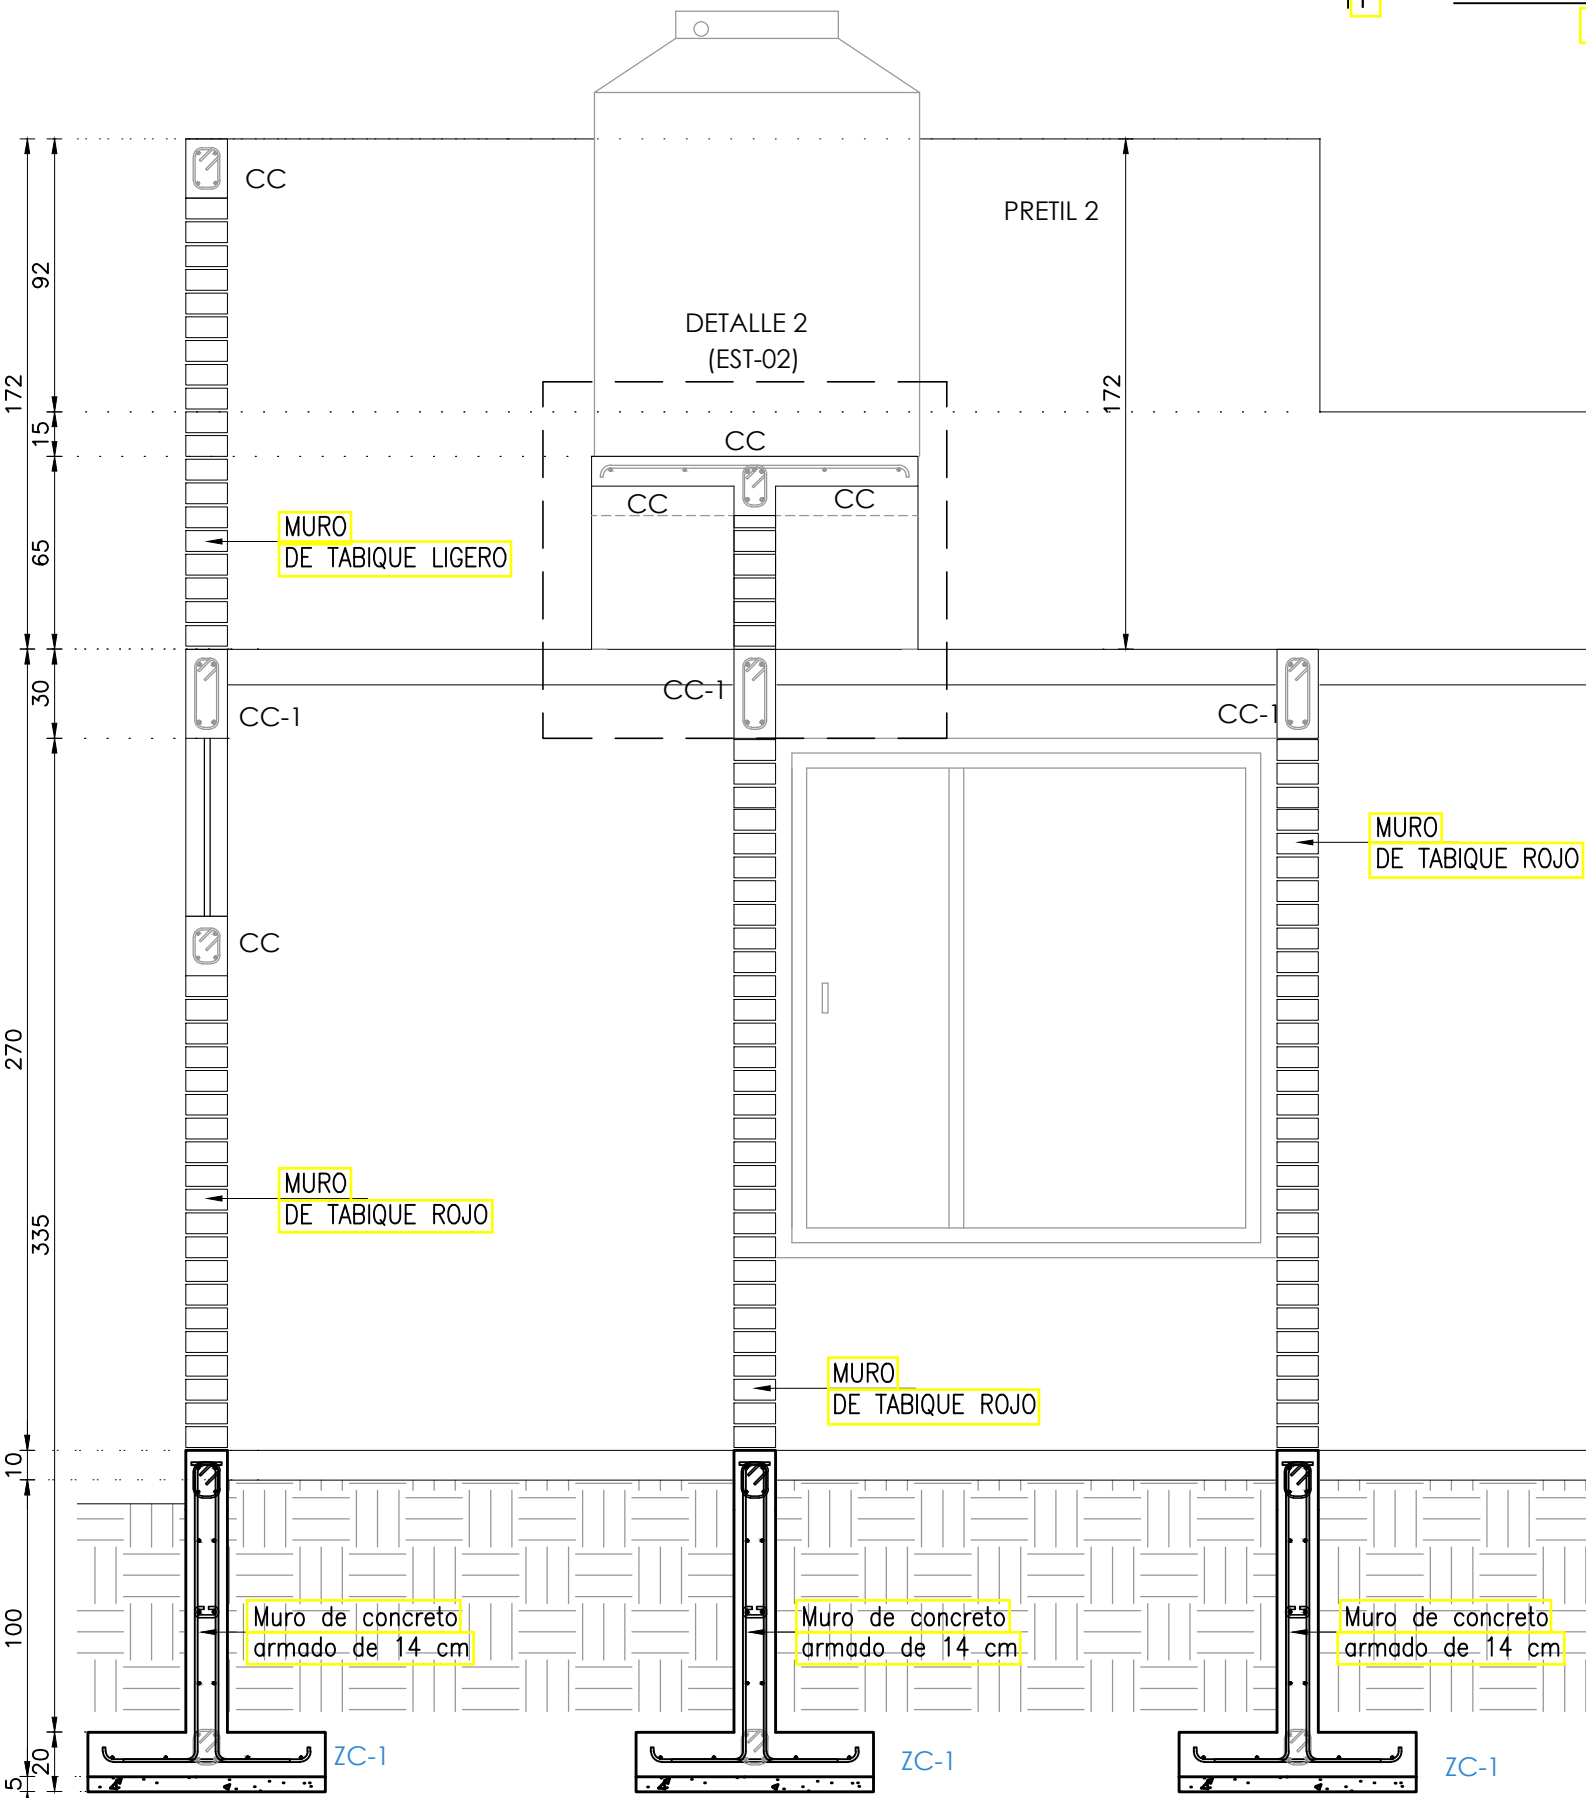 CC
PRETIL 2
92
DETALLE 2
(EST-02)
172
172
15
CC
CC
CC
MURO
DE TABIQUE LIGERO
65
30
CC-1
CC-1
CC-1
MURO
DE TABIQUE ROJO
CC
270
MURO
DE TABIQUE ROJO
335
MURO
DE TABIQUE ROJO
10
100
Muro de concreto
armado de 14 cm
Muro de concreto
armado de 14 cm
Muro de concreto
armado de 14 cm
20
ZC-1
ZC-1
ZC-1
5